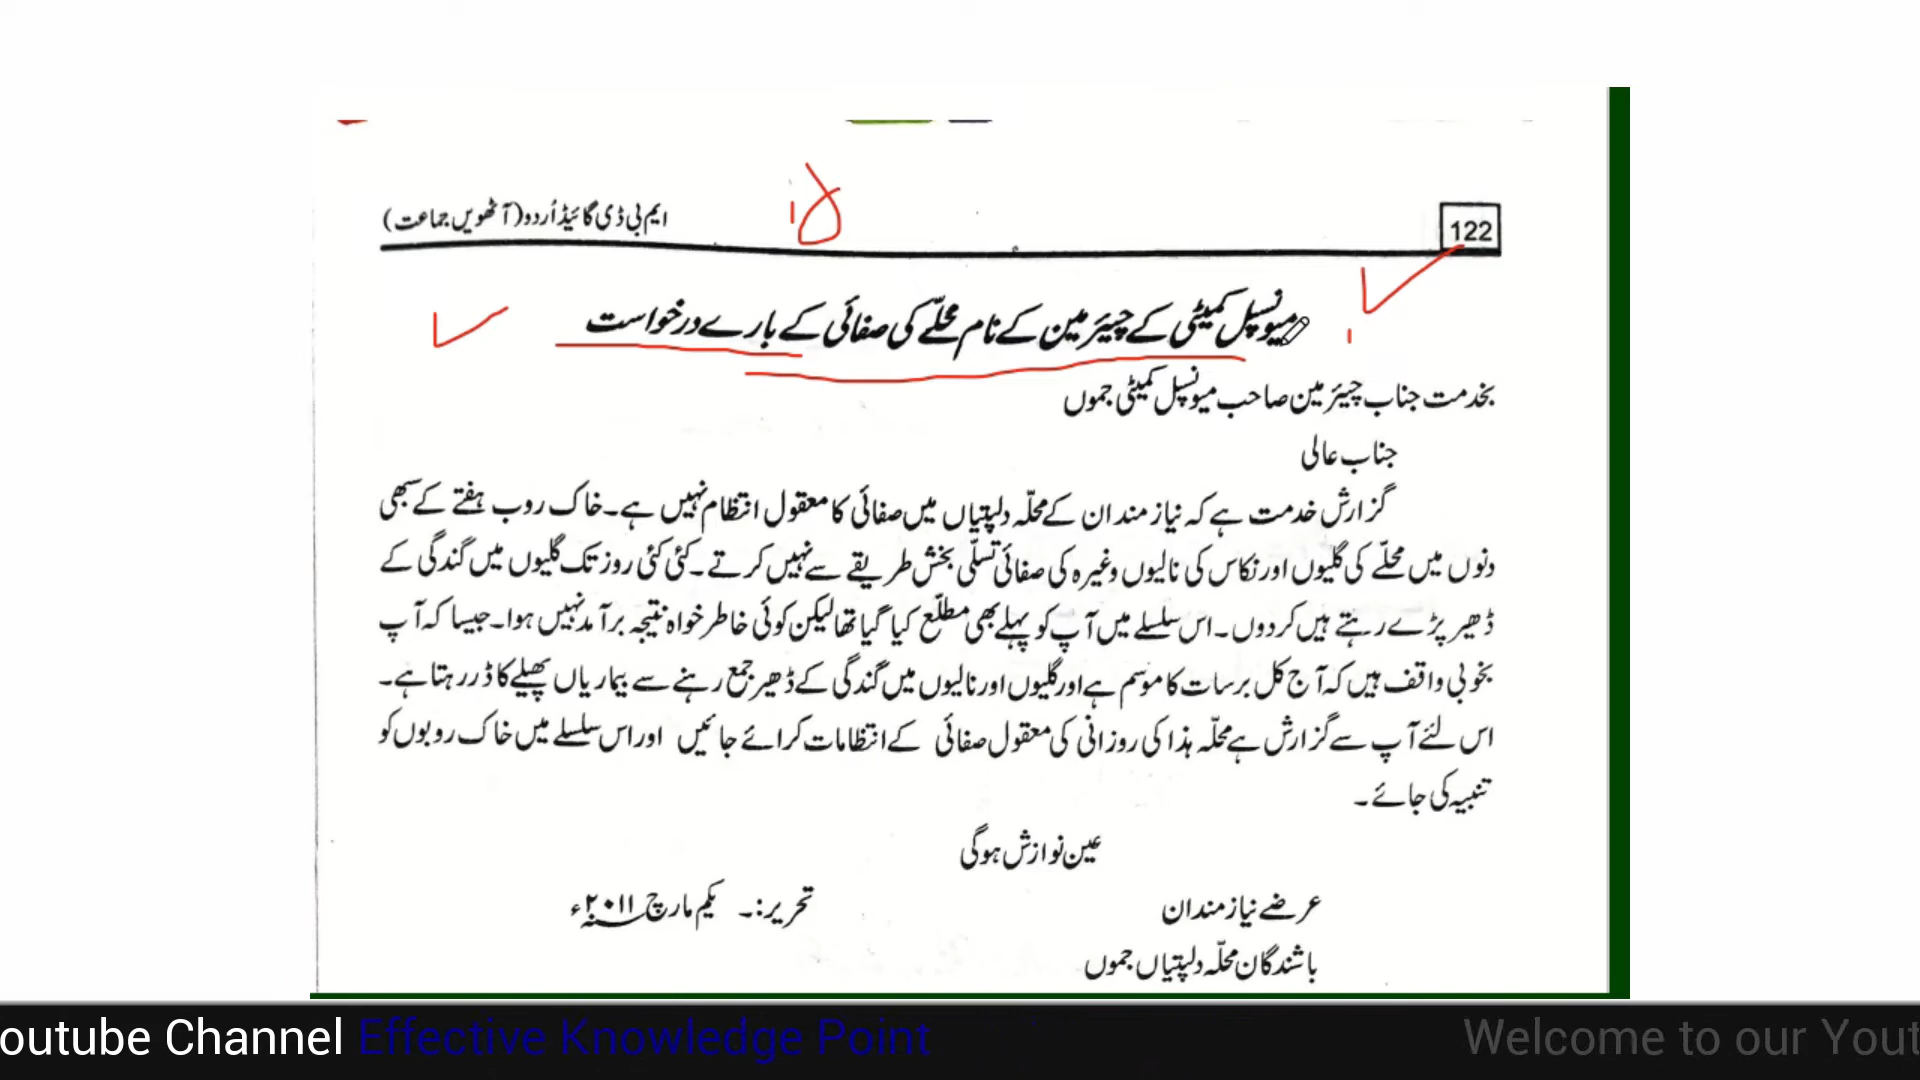 122
ایم بی ڈی گائیڈ اُردو (آٹھویں جماعت)
میونسپل کمیٹی کے چیئرمین کے نام محلّے کی صفائی کے بارے درخواست
بخدمت جناب چیئرمین صاحب میونسپل کمیٹی جموں
جناب عالی
گزارش خدمت ہے کہ نیاز مندان کے محلّہ دلپتیاں میں صفائی کا معقول انتظام نہیں ہے۔ خاک روب ہفتے کے سبھی
دنوں میں محلّے کی گلیوں اور نکاس کی نالیوں وغیرہ کی صفائی تسلّی بخش طریقے سے نہیں کرتے۔ کئی کئی روز تک گلیوں میں گندگی کے
ڈھیر پڑے رہتے ہیں کردوں۔ اس سلسلے میں آپ کو پہلے بھی مطلّع کیا گیا تھا لیکن کوئی خاطر خواہ نتیجہ برآمد نہیں ہوا۔ جیسا کہ آپ
بخوبی واقف ہیں کہ آج کل برسات کا موسم ہے اور گلیوں اور نالیوں میں گندگی کے ڈھیر جمع رہنے سے بیماریاں پھیلے کا ڈر رہتا ہے۔
اس لئے آپ سے گزارش ہے محلّہ ہذا کی روزانی کی معقول صفائی کے انتظامات کرائے جائیں اور اس سلسلے میں خاک روبوں کو
تنبیہ کی جائے۔
عین نوازش ہوگی
عرضے نیاز مندان
تحریر:۔ یکم مارچ ۲۰۱۱ء
باشندگان محلّہ دلپتیاں جموں
outube Channel Effective Knowledge Point
Welcome to our Yout